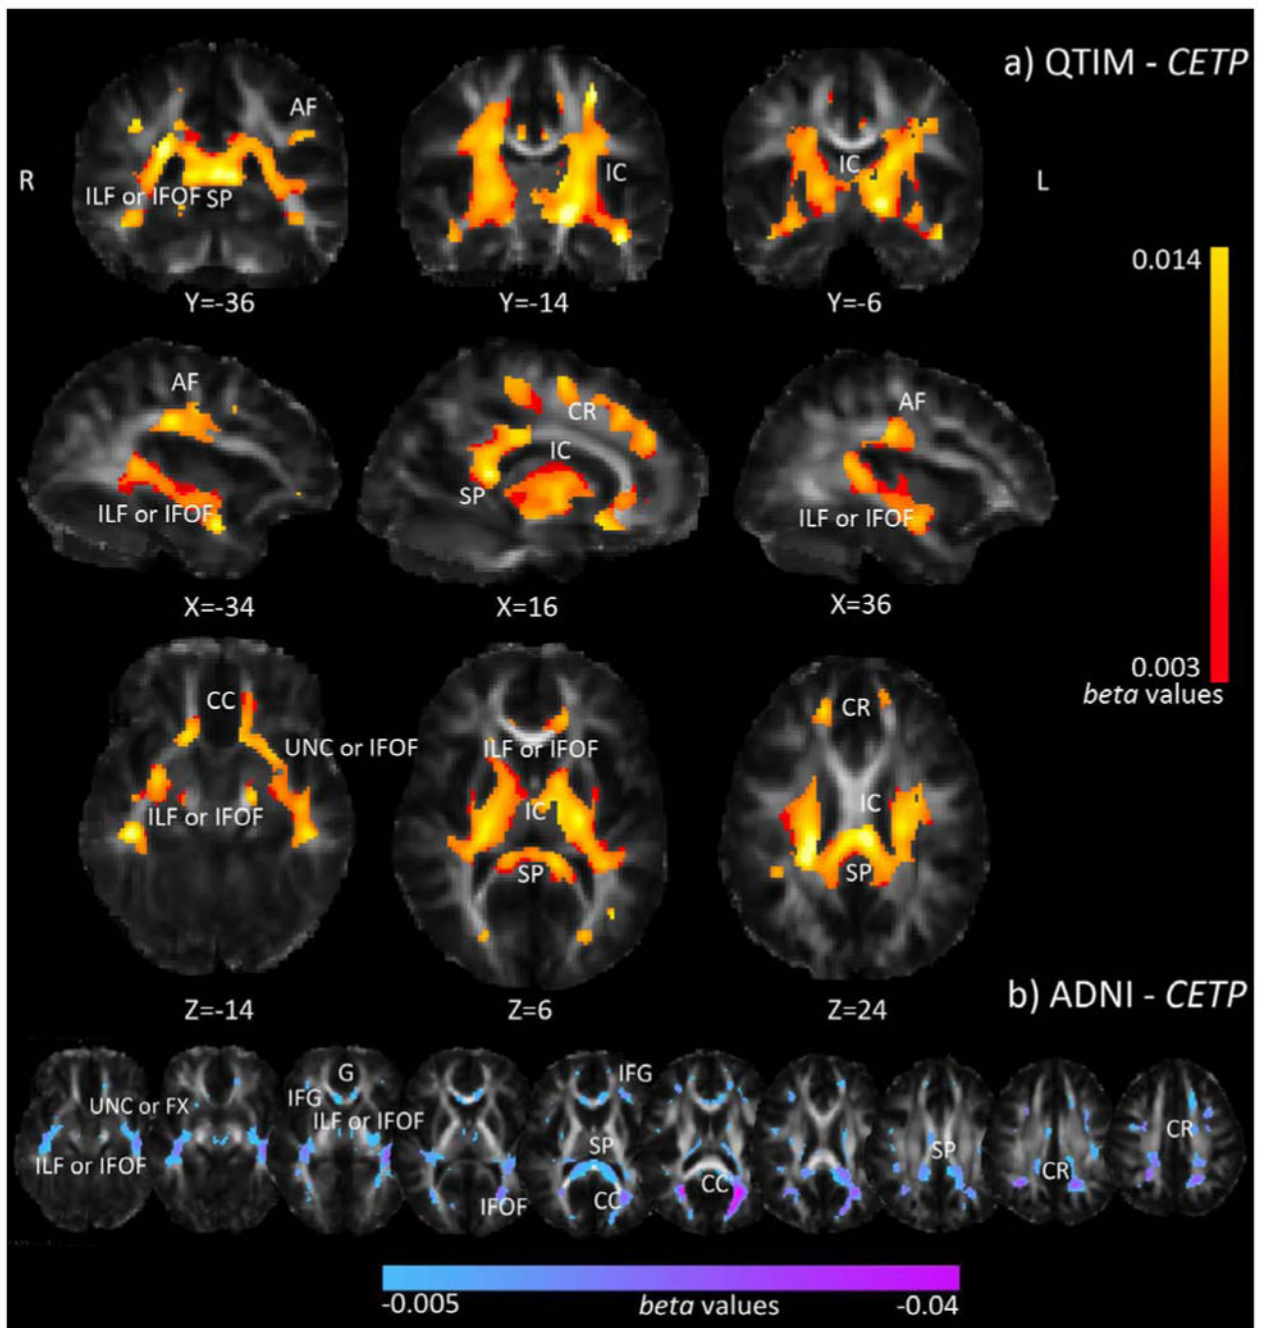 a) QTIM - CETP
AF
R
ILF or IFOF SP
IC
IC
L
Y=-36
Y=-14
Y=-6
0.014
AF
CR
AF
IC
SP
ILF or IFOF
ILF or IFOF
X=-34
X=16
X=36
0.003
beta values
CC
CR
UNC or IFOF
ILF or IFOF
ILF or IFOF
IC
IC
SP
SP
Z=-14
Z=6
Z=24
b) ADNI - CETP
G
IFG
IFG
UNC or FX
ILF or IFOF
CR
SP
SP
ILF or IFOF
CR
CC
CC
IFOF
-0.005
beta values
-0.04